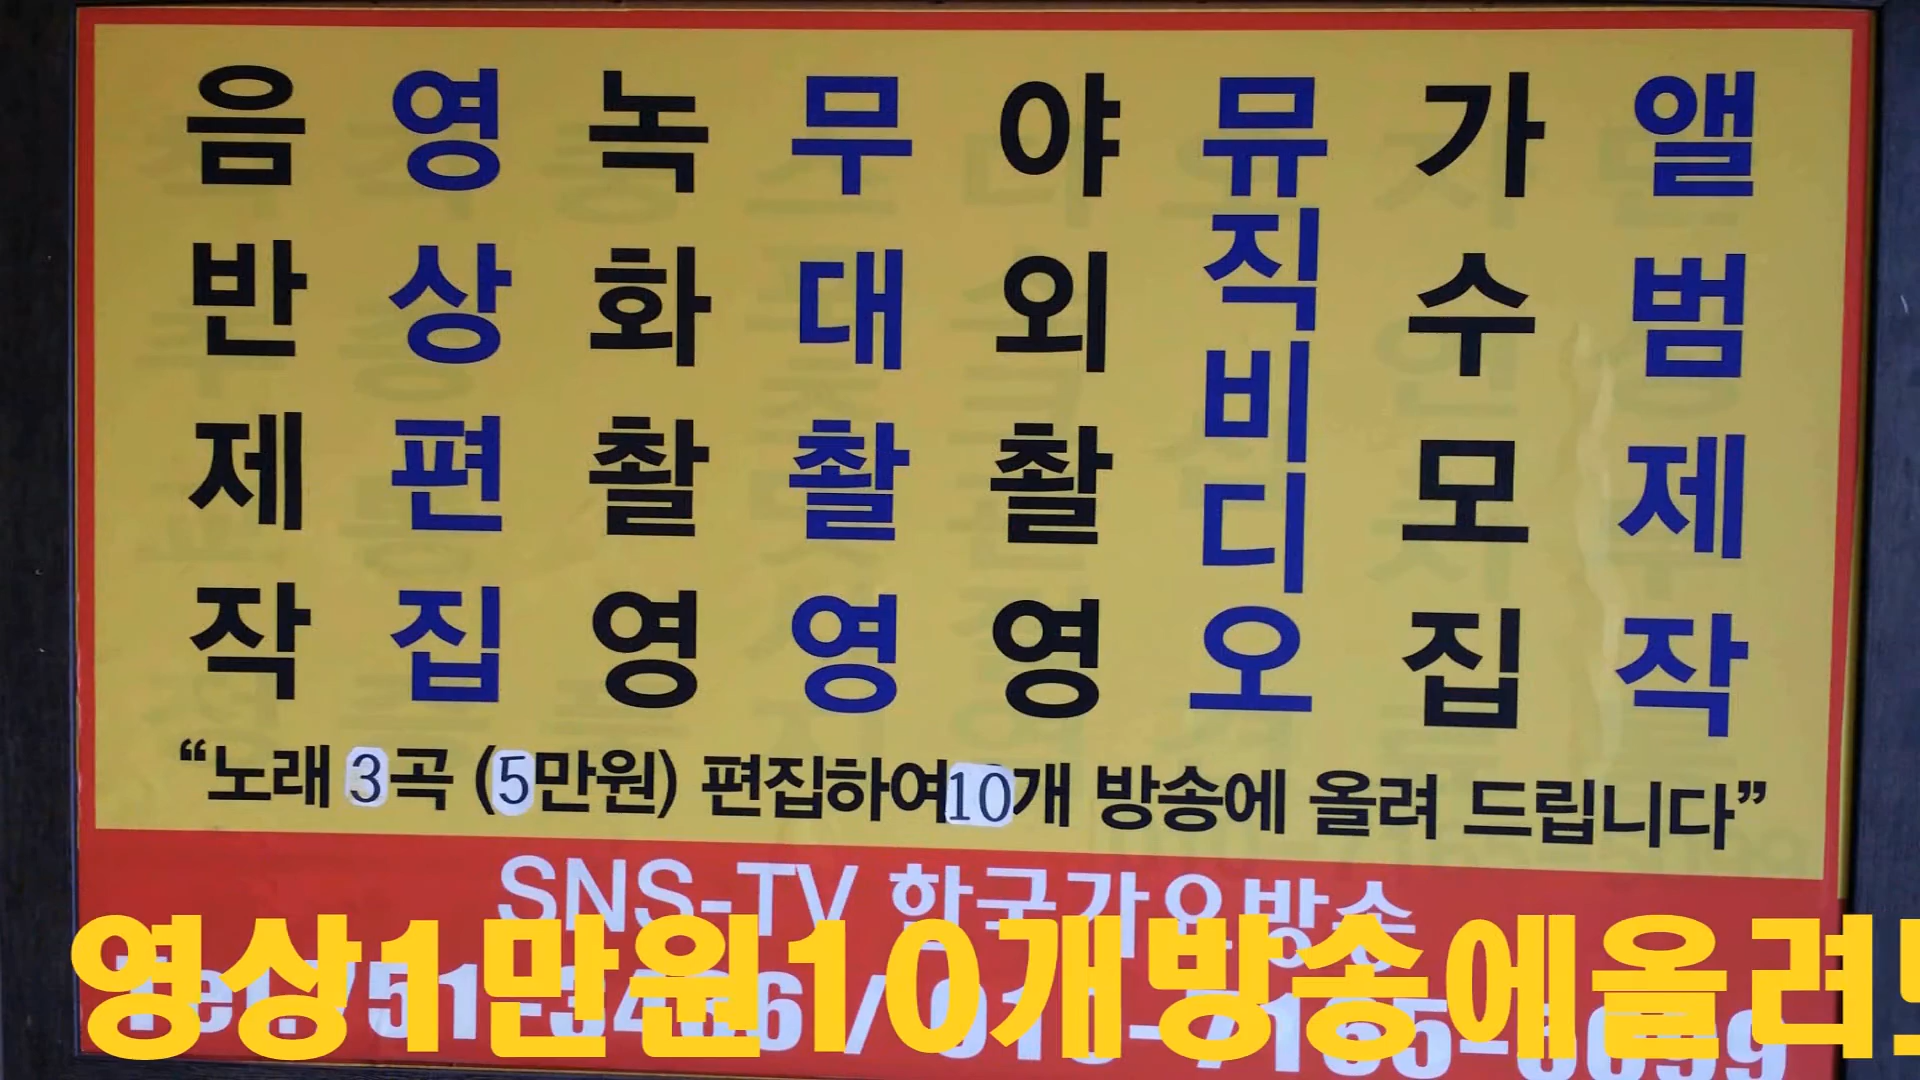 음반제작
영상편집
녹화촬영
무대촬영
야외촬영
뮤직비디오
가수모집
앨범제작
“노래 3곡 (5만원) 편집하여 10개 방송에 올려 드립니다”
SNS-TV 한국가요방송
영상1만원10개방송에올려